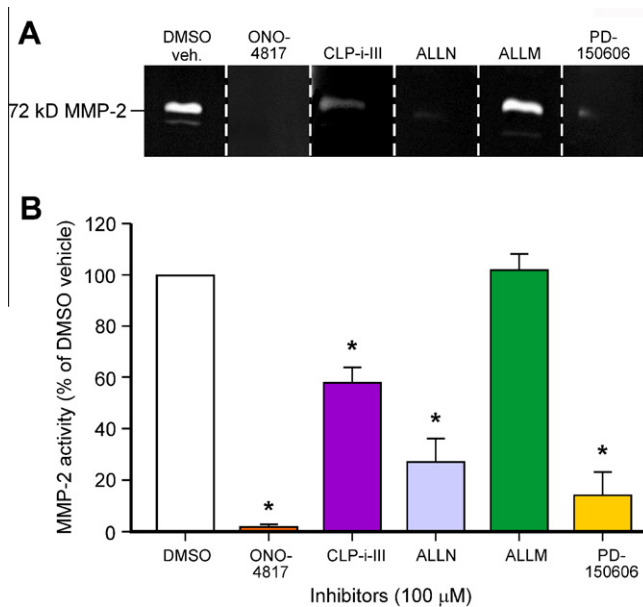 A
DMSO veh. ONO-4817 CLP-i-III ALLN ALLM PD-150606
72 kD MMP-2
B
MMP-2 activity (% of DMSO vehicle)
120
100
80
60
40
20
0
* * * *
DMSO ONO-4817 CLP-i-III ALLN ALLM PD-150606
Inhibitors (100 µM)